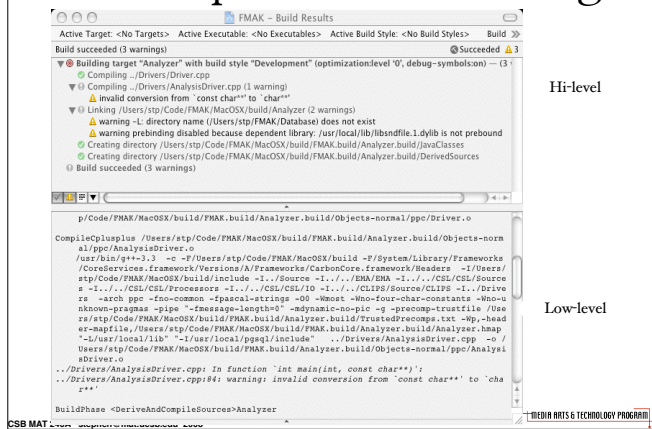 FMAK – Build Results
Active Target: <No Targets> Active Executable: <No Executables> Active Build Style: <No Build Styles> Build
Build succeeded (3 warnings) Succeeded 3
Building target “Analyzer” with build style “Development” (optimization:level ‘0’, debug-symbols:on) — (3
Compiling ../Drivers/Driver.cpp
Compiling ../Drivers/AnalysisDriver.cpp (1 warning)
invalid conversion from `const char**' to `char**'
Linking /Users/stp/Code/FMAK/MacOSX/build/Analyzer (2 warnings)
warning -L: directory name (/Users/stp/FMAK/Database) does not exist
warning prebinding disabled because dependent library: /usr/local/lib/libsndfile.1.dylib is not prebound
Creating directory /Users/stp/Code/FMAK/MacOSX/build/FMAK.build/Analyzer.build/JavaClasses
Creating directory /Users/stp/Code/FMAK/MacOSX/build/FMAK.build/Analyzer.build/DerivedSources
Build succeeded (3 warnings)
Hi-level
p/Code/FMAK/MacOSX/build/FMAK.build/Analyzer.build/Objects-normal/ppc/Driver.o
CompileCplusplus /Users/stp/Code/FMAK/MacOSX/build/FMAK.build/Analyzer.build/Objects-norm
al/ppc/AnalysisDriver.o
/usr/bin/g++-3.3 -c -F/Users/stp/Code/FMAK/MacOSX/build -F/System/Library/Frameworks
/CoreServices.framework/Versions/A/Frameworks/CarbonCore.framework/Headers -I/Users/
stp/Code/FMAK/MacOSX/build/include -I../Source -I../../EMA/EMA -I../../CSL/CSL/Source
s -I../../CSL/CSL/Processors -I../../CSL/CSL/IO -I../../CLIPS/Source/CLIPS -I../Drive
rs -arch ppc -fno-common -fpascal-strings -O0 -Wmost -Wno-four-char-constants -Wno-u
nknown-pragmas -pipe "-fmessage-length=0" -mdynamic-no-pic -g -precomp-trustfile /Use
rs/stp/Code/FMAK/MacOSX/build/FMAK.build/Analyzer.build/TrustedPrecomps.txt -Wp,-head
er-mapfile,/Users/stp/Code/FMAK/MacOSX/build/FMAK.build/Analyzer.build/Analyzer.hmap
"-L/usr/local/lib" "-I/usr/local/pgsql/include" ../Drivers/AnalysisDriver.cpp -o /
Users/stp/Code/FMAK/MacOSX/build/FMAK.build/Analyzer.build/Objects-normal/ppc/Analysi
sDriver.o
../Drivers/AnalysisDriver.cpp: In function `int main(int, const char**)':
../Drivers/AnalysisDriver.cpp:84: warning: invalid conversion from `const char**' to `cha
r**'
BuildPhase <DeriveAndCompileSources>Analyzer
Low-level
MEDIA ARTS & TECHNOLOGY PROGRAM